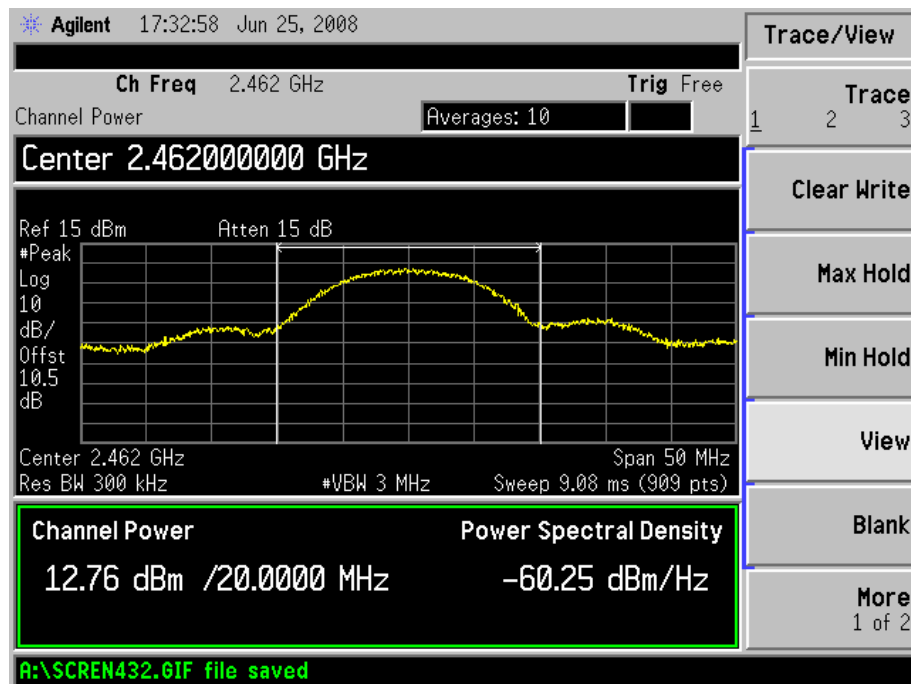 Agilent 17:32:58 Jun 25, 2008
Trace/View
Ch Freq 2.462 GHz Trig Free
Channel Power Averages: 10
Trace
1 2 3
Center 2.462000000 GHz
Clear Write
Ref 15 dBm Atten 15 dB
#Peak
Log
10
dB/
Offst
10.5
dB
Max Hold
Min Hold
View
Center 2.462 GHz Span 50 MHz
Res BW 300 kHz #VBW 3 MHz Sweep 9.08 ms (909 pts)
Channel Power Power Spectral Density
12.76 dBm /20.0000 MHz -60.25 dBm/Hz
Blank
More
1 of 2
A:\SCREN432.GIF file saved